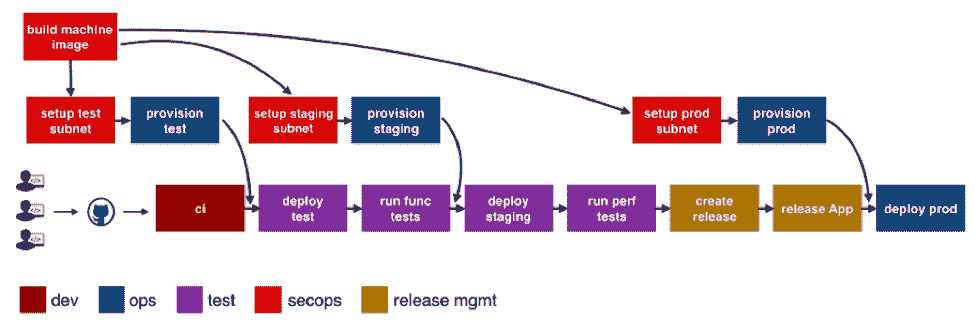 build machine
image
setup test
subnet
provision
test
setup staging
subnet
provision
staging
setup prod
subnet
provision
prod
</>
</>
</>
ci
deploy
test
run func
tests
deploy
staging
run perf
tests
create
release
release App
deploy prod
dev
ops
test
secops
release mgmt